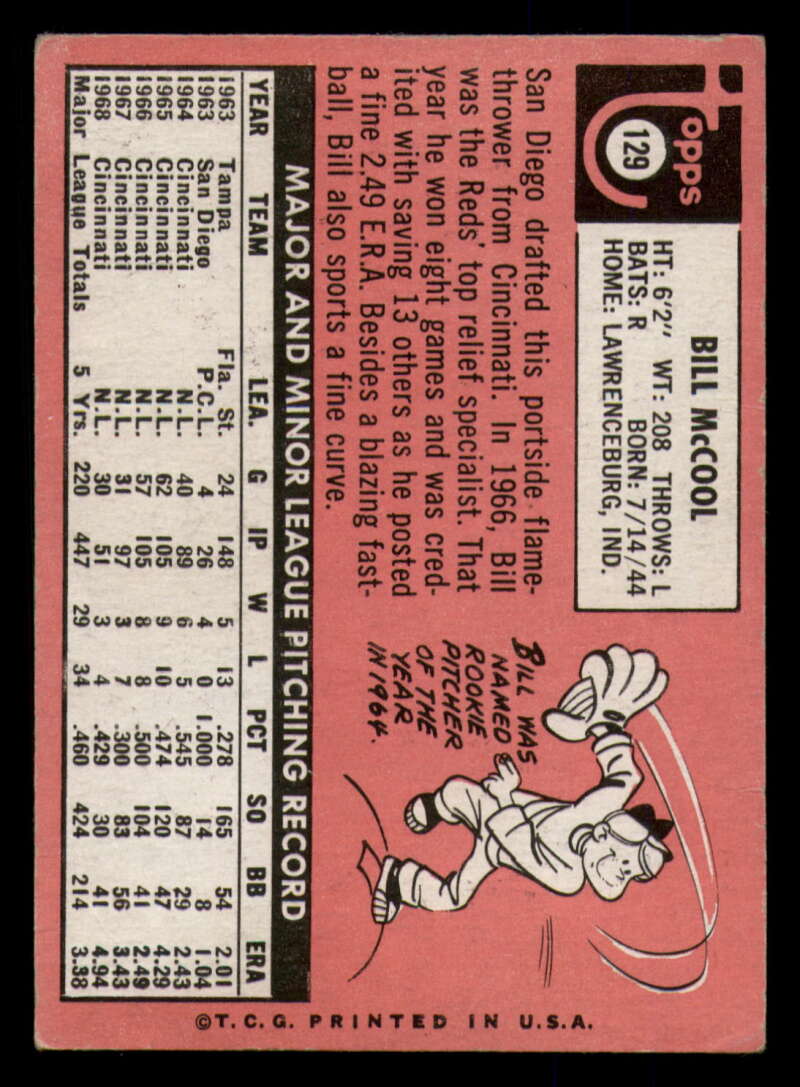 Topps
129
BILL McCOOL
HT: 6'2" WT: 208 THROWS: L
BATS: R BORN: 7/14/44
HOME: LAWRENCEBURG, IND.
San Diego drafted this portside flame-
thrower from Cincinnati. In 1966, Bill
was the Reds' top relief specialist. That
year he won eight games and was cred-
ited with saving 13 others as he posted
a fine 2.49 E.R.A. Besides a blazing fast-
ball, Bill also sports a fine curve.
BILL WAS
NAMED
ROOKIE
PITCHER
OF THE
YEAR
IN 1964.
MAJOR AND MINOR LEAGUE PITCHING RECORD
YEAR TEAM LEA. G IP W L PCT SO BB ERA
1963 Tampa Fla. St. 24 148 5 13 .278 165 54 2.01
1963 San Diego P.C.L. 4 26 4 0 1.000 14 8 1.04
1964 Cincinnati N.L. 40 89 6 5 .545 87 29 2.43
1965 Cincinnati N.L. 62 105 9 10 .474 120 47 4.29
1966 Cincinnati N.L. 57 105 8 8 .500 104 41 2.49
1967 Cincinnati N.L. 31 97 3 7 .300 83 56 3.43
1968 Cincinnati N.L. 30 51 3 4 .429 30 41 4.94
Major League Totals 5 Yrs. 220 447 29 34 .460 424 214 3.38
©T.C.G. PRINTED IN U.S.A.